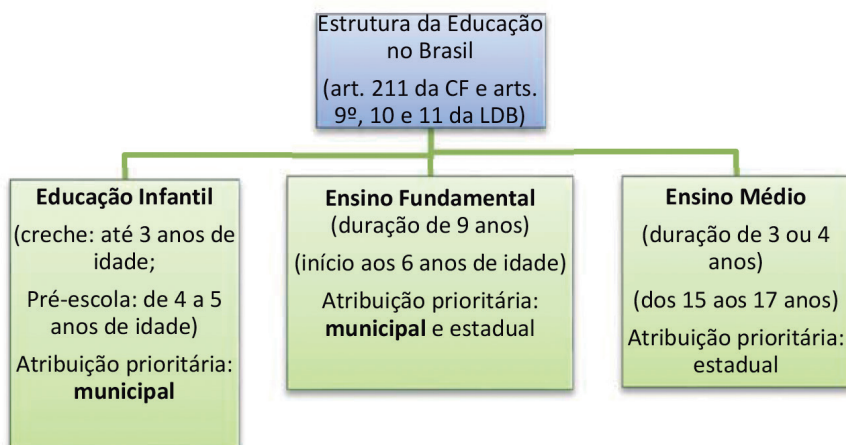 Estrutura da Educação
no Brasil
(art. 211 da CF e arts.
9º, 10 e 11 da LDB)
Educação Infantil
(creche: até 3 anos de
idade;
Pré-escola: de 4 a 5
anos de idade)
Atribuição prioritária:
municipal
Ensino Fundamental
(duração de 9 anos)
(início aos 6 anos de idade)
Atribuição prioritária:
municipal e estadual
Ensino Médio
(duração de 3 ou 4
anos)
(dos 15 aos 17 anos)
Atribuição prioritária:
estadual